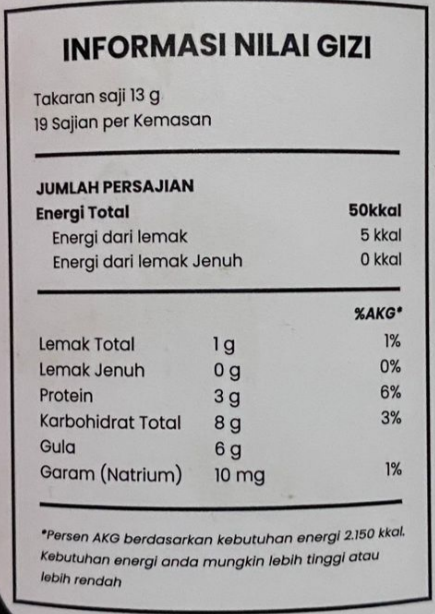 INFORMASI NILAI GIZI
Takaran saji 13 g
19 Sajian per Kemasan
JUMLAH PERSAJIAN
Energi Total 50kkal
Energi dari lemak 5 kkal
Energi dari lemak Jenuh 0 kkal
%AKG*
Lemak Total 1 g 1%
Lemak Jenuh 0 g 0%
Protein 3 g 6%
Karbohidrat Total 8 g 3%
Gula 6 g
Garam (Natrium) 10 mg 1%
*Persen AKG berdasarkan kebutuhan energi 2.150 kkal.
Kebutuhan energi anda mungkin lebih tinggi atau
lebih rendah